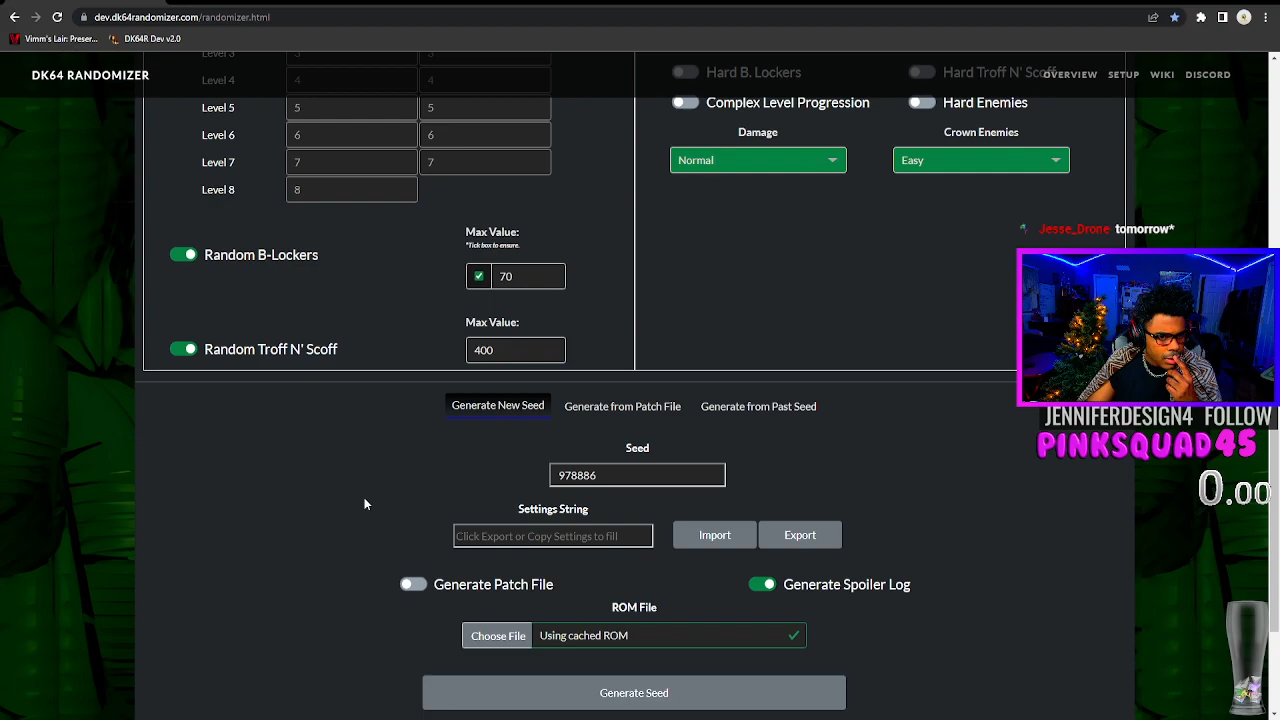 dev.dk64randomizer.com/randomizer.html
Vimm's Lair: Preser...
DK64R Dev v2.0
DK64 RANDOMIZER
OVERVIEW
SETUP
WIKI
DISCORD
Level 3
3
3
Hard B. Lockers
Hard Troff N' Scoff
Level 4
4
4
Complex Level Progression
Hard Enemies
Level 5
5
5
Level 6
6
6
Damage
Crown Enemies
Level 7
7
7
Normal
Easy
Level 8
8
Jesse_Drone tomorrow*
Max Value:
*Tick box to ensure.
Random B-Lockers
70
Max Value:
Random Troff N' Scoff
400
Generate New Seed
Generate from Patch File
Generate from Past Seed
JENNIFERDESIGN4 FOLLOW
PINKSQUAD45
Seed
978886
0.00
Settings String
Click Export or Copy Settings to fill
Import
Export
Generate Patch File
Generate Spoiler Log
ROM File
Choose File
Using cached ROM
Generate Seed